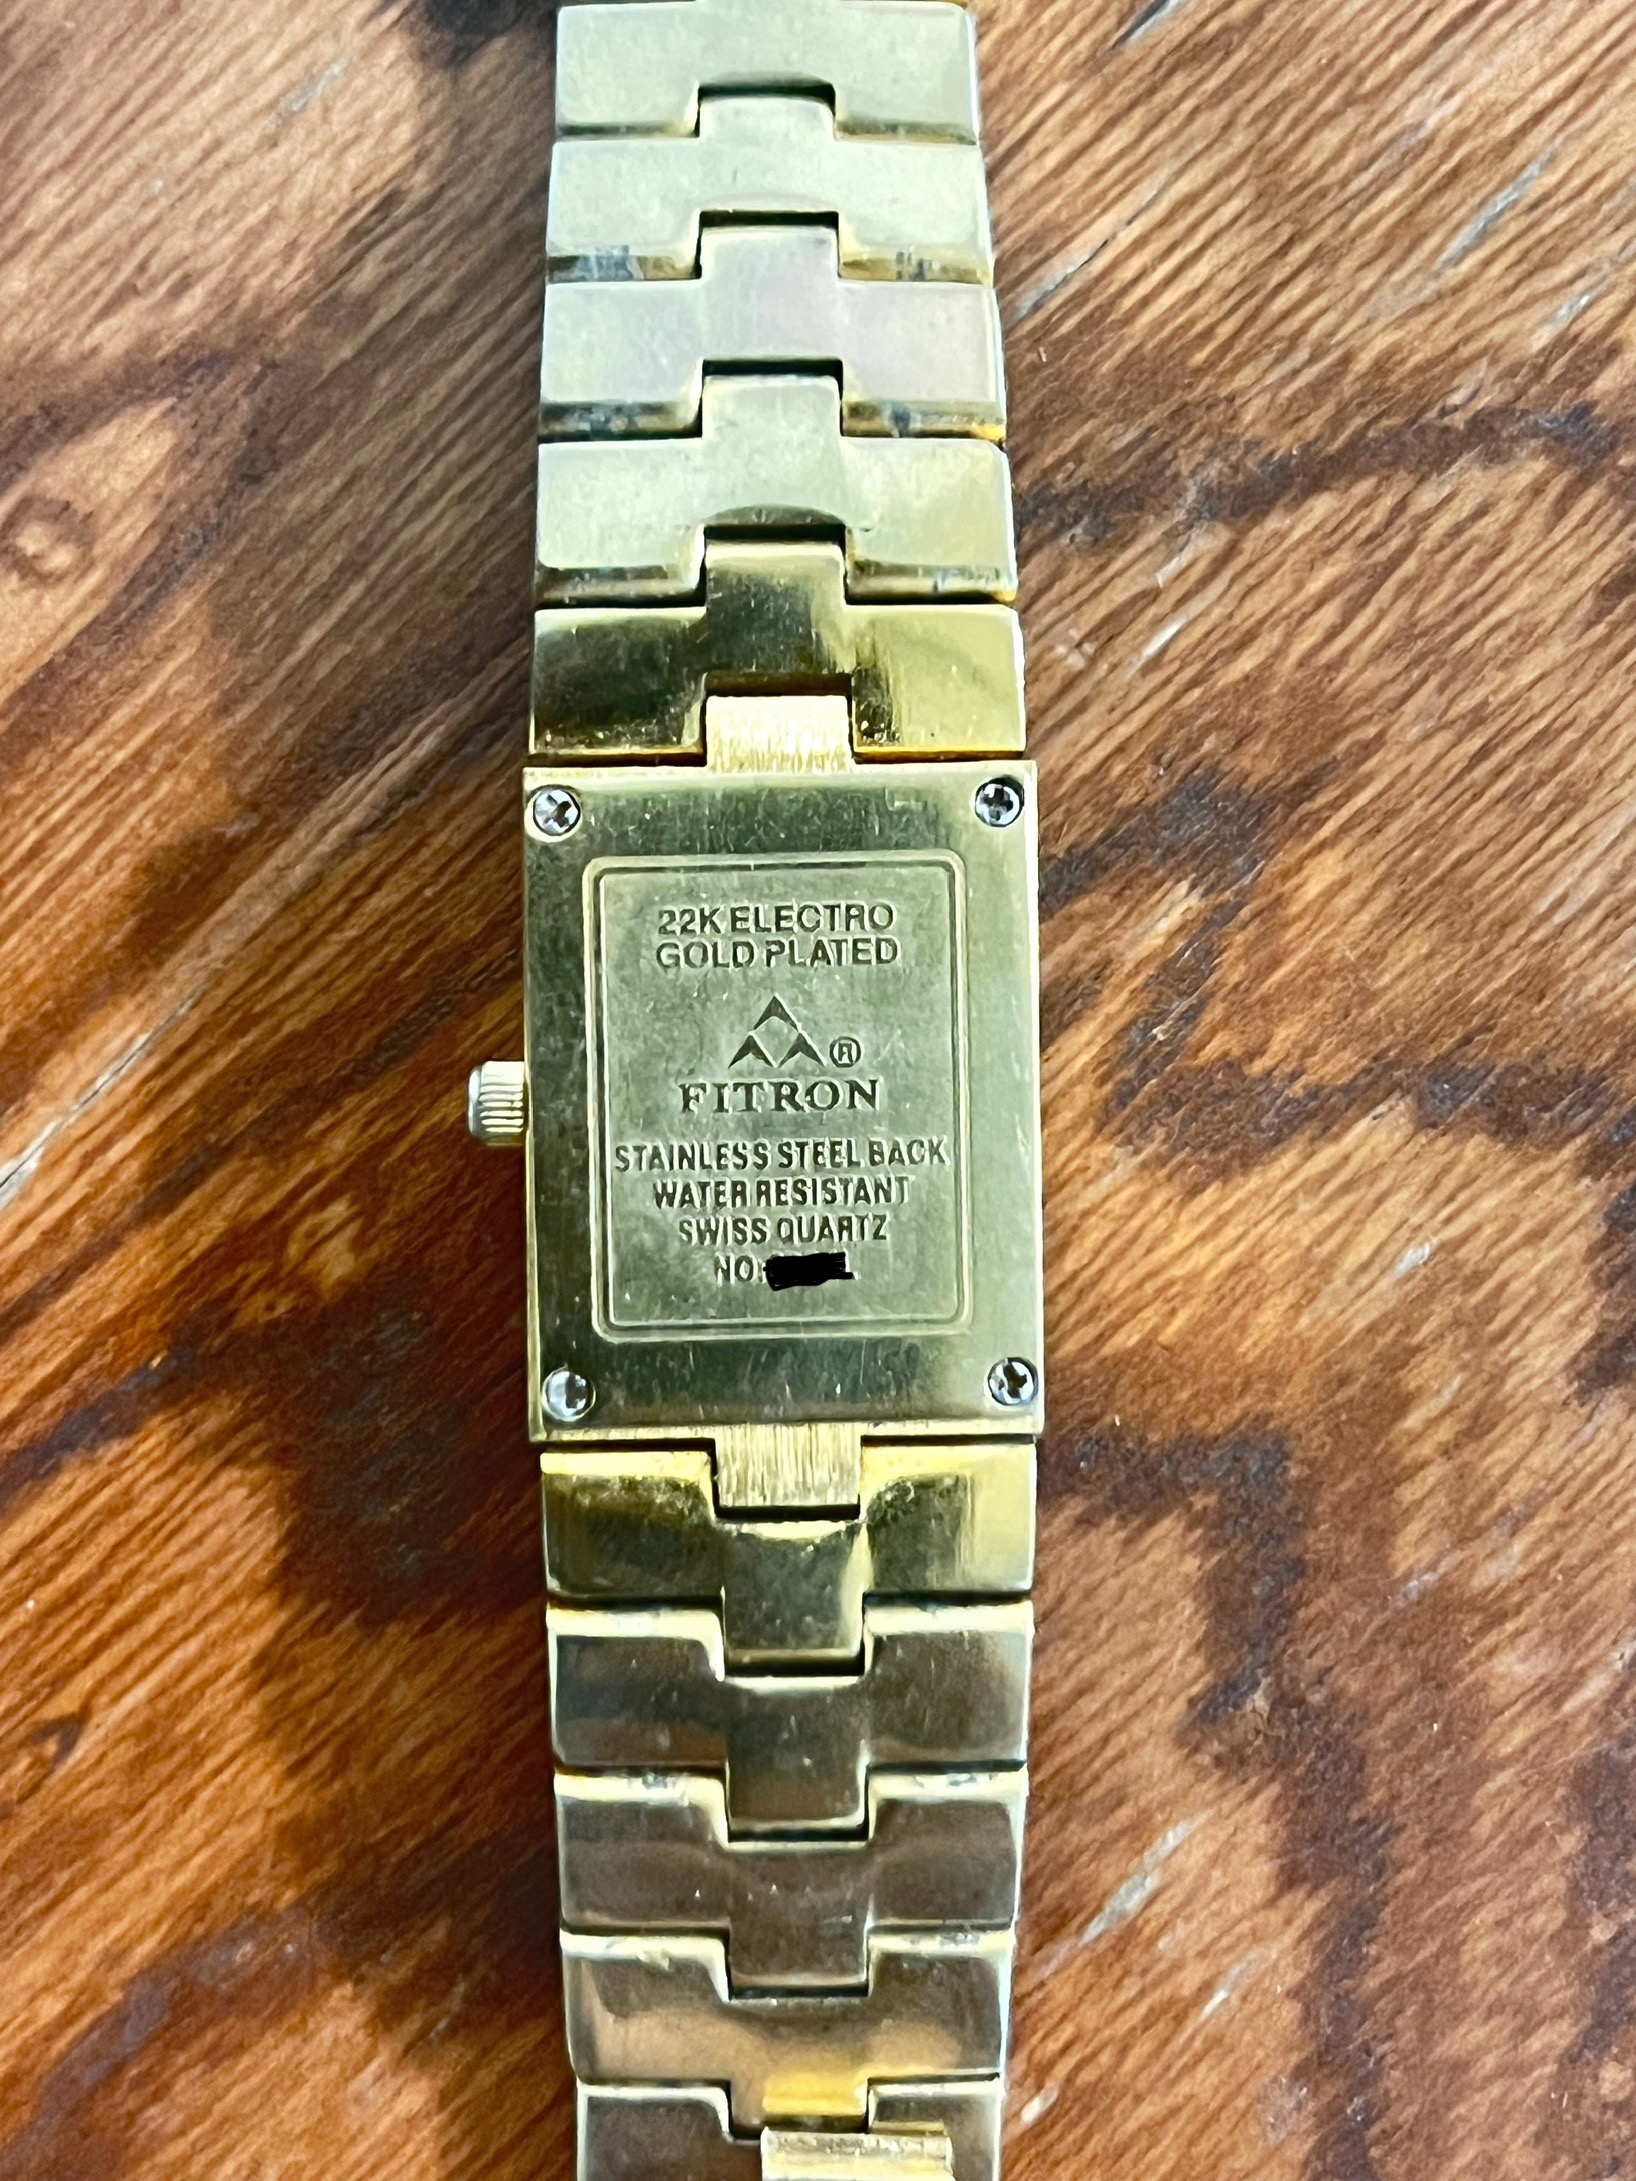 22K ELECTRO
GOLD PLATED
®
FITRON
STAINLESS STEEL BACK
WATER RESISTANT
SWISS QUARTZ
NO: